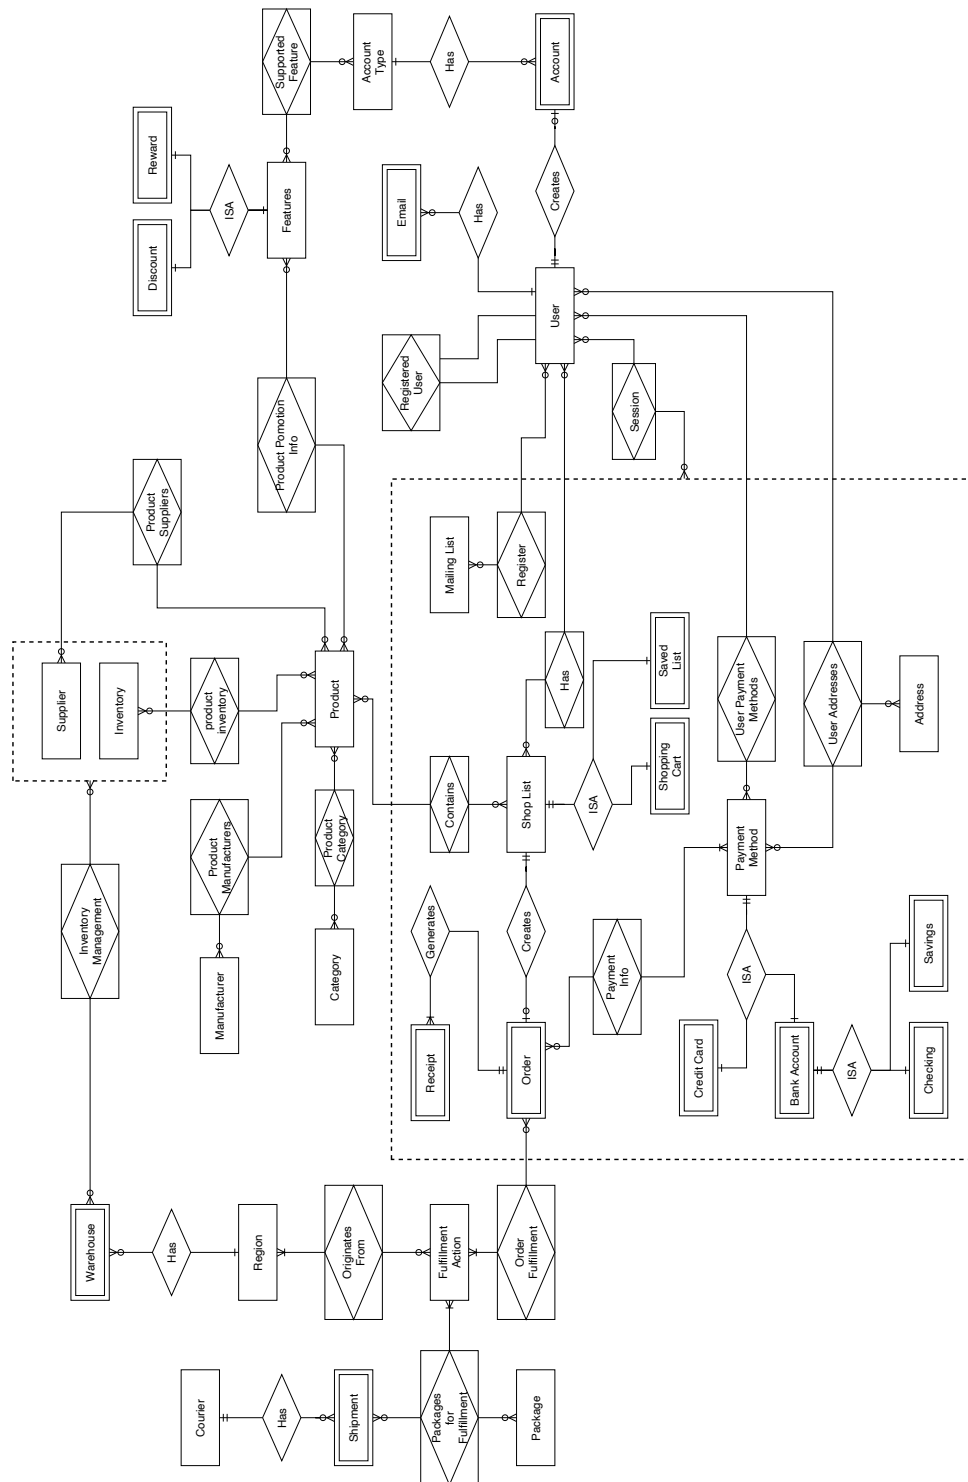 Supported
Feature
Account
Type
Has
Account
Reward
ISA
Features
Discount
Email
Has
Creates
User
Registered
User
Session
Product Pomotion
Info
Product
Suppliers
Mailing List
Register
Supplier
Inventory
product
inventory
Product
Has
Saved
List
User Payment
Methods
User Addresses
Address
Contains
Shop List
ISA
Shopping
Cart
Product
Manufacturers
Product
Category
Payment
Method
Inventory
Management
Manufacturer
Category
Generates
Creates
Payment
Info
ISA
Savings
Receipt
Order
Credit Card
Bank Account
ISA
Checking
Warehouse
Has
Region
Originates
From
Fulfillment
Action
Order
Fulfillment
Courier
Has
Shipment
Packages
for
Fulfillment
Package